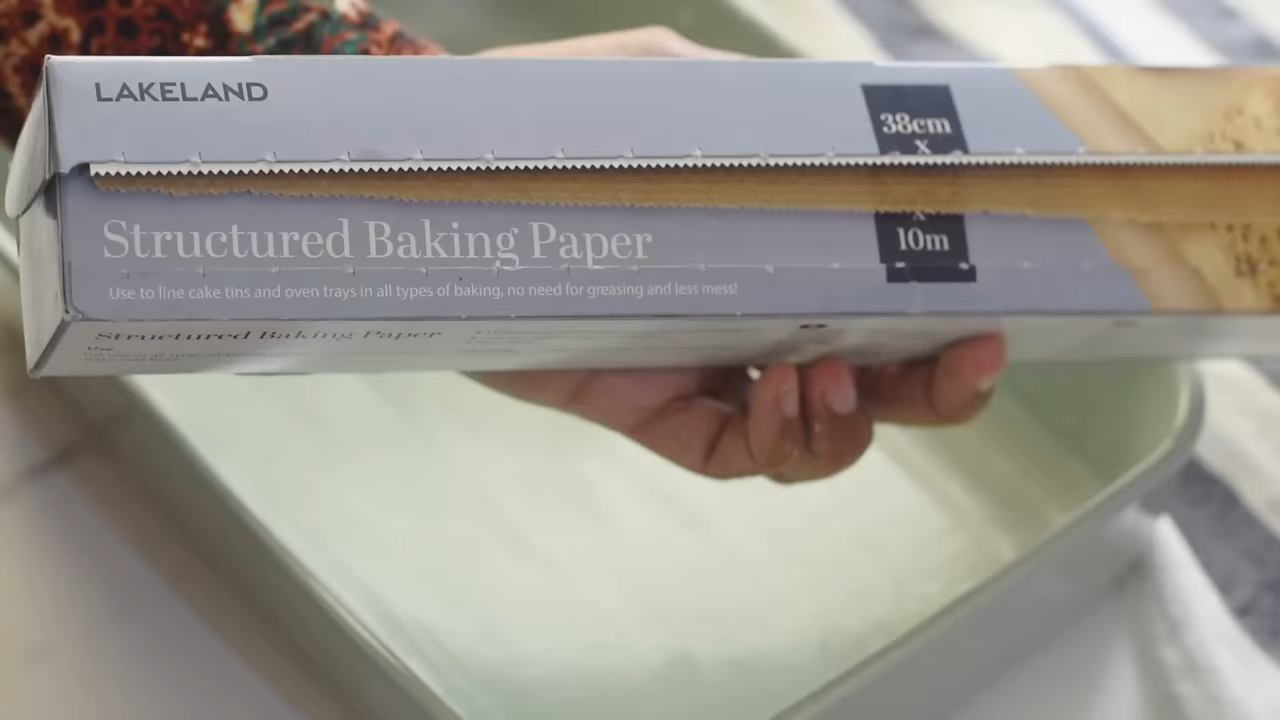 LAKELAND
38cm
x
x
10m
Structured Baking Paper
Use to line cake tins and oven trays in all types of baking, no need for greasing and less mess!
Structured Baking Paper
Use